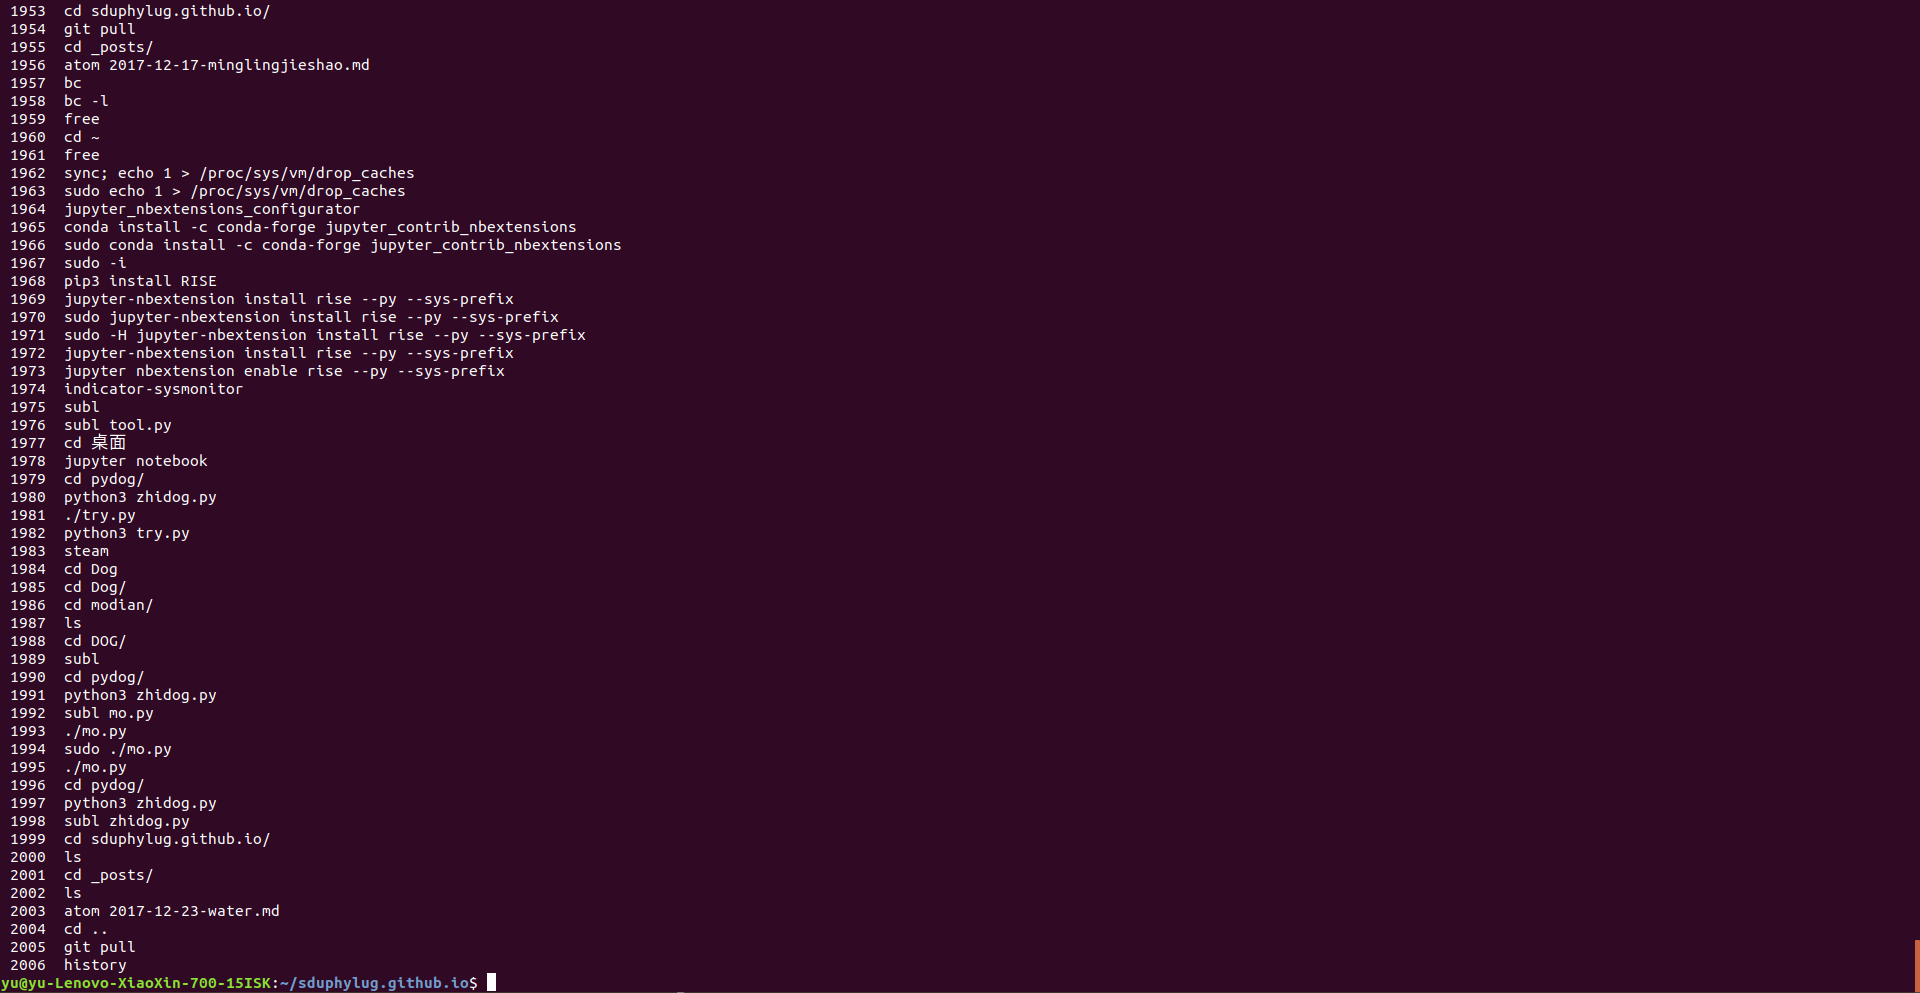 1953  cd sduphylug.github.io/
1954  git pull
1955  cd _posts/
1956  atom 2017-12-17-minglingjieshao.md
1957  bc
1958  bc -l
1959  free
1960  cd ~
1961  free
1962  sync; echo 1 > /proc/sys/vm/drop_caches
1963  sudo echo 1 > /proc/sys/vm/drop_caches
1964  jupyter_nbextensions_configurator
1965  conda install -c conda-forge jupyter_contrib_nbextensions
1966  sudo conda install -c conda-forge jupyter_contrib_nbextensions
1967  sudo -i
1968  pip3 install RISE
1969  jupyter-nbextension install rise --py --sys-prefix
1970  sudo jupyter-nbextension install rise --py --sys-prefix
1971  sudo -H jupyter-nbextension install rise --py --sys-prefix
1972  jupyter-nbextension install rise --py --sys-prefix
1973  jupyter nbextension enable rise --py --sys-prefix
1974  indicator-sysmonitor
1975  subl
1976  subl tool.py
1977  cd 桌面
1978  jupyter notebook
1979  cd pydog/
1980  python3 zhidog.py
1981  ./try.py
1982  python3 try.py
1983  steam
1984  cd Dog
1985  cd Dog/
1986  cd modian/
1987  ls
1988  cd DOG/
1989  subl
1990  cd pydog/
1991  python3 zhidog.py
1992  subl mo.py
1993  ./mo.py
1994  sudo ./mo.py
1995  ./mo.py
1996  cd pydog/
1997  python3 zhidog.py
1998  subl zhidog.py
1999  cd sduphylug.github.io/
2000  ls
2001  cd _posts/
2002  ls
2003  atom 2017-12-23-water.md
2004  cd ..
2005  git pull
2006  history
yu@yu-Lenovo-XiaoXin-700-15ISK:~/sduphylug.github.io$